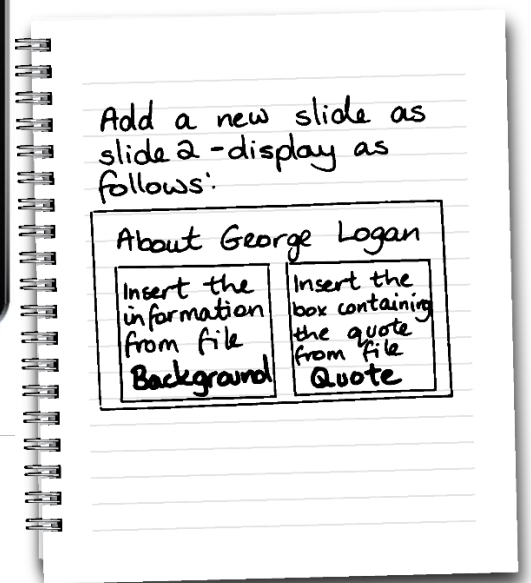 Add a new slide as
slide 2 - display as
follows:
About George Logan
Insert the
information
from file
Background
Insert the
box containing
the quote
from file
Quote